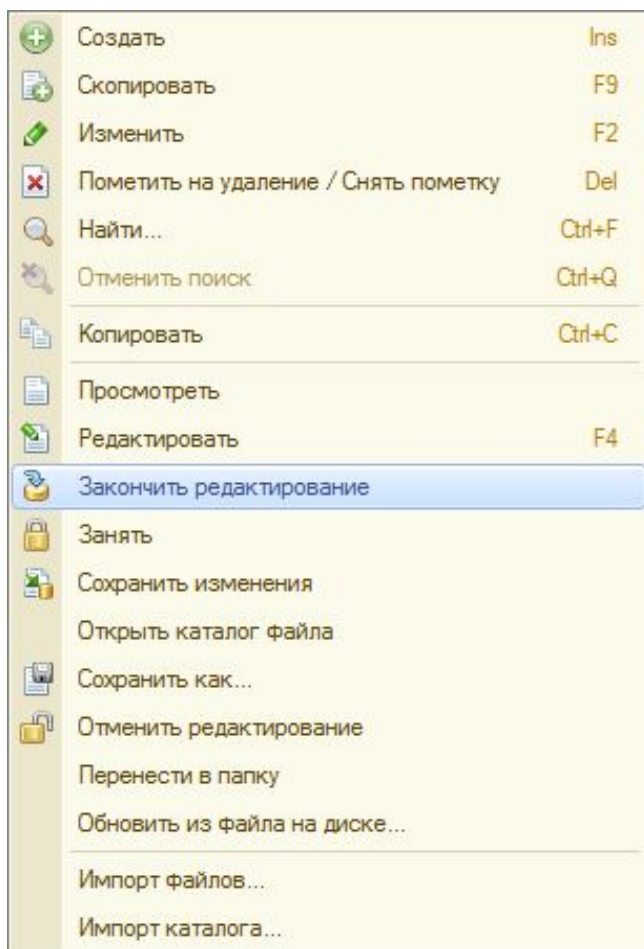 Создать Ins
Скопировать F9
Изменить F2
Пометить на удаление / Снять пометку Del
Найти... Ctrl+F
Отменить поиск Ctrl+Q
Копировать Ctrl+C
Просмотреть
Редактировать F4
Закончить редактирование
Занять
Сохранить изменения
Открыть каталог файла
Сохранить как...
Отменить редактирование
Перенести в папку
Обновить из файла на диске...
Импорт файлов...
Импорт каталога...